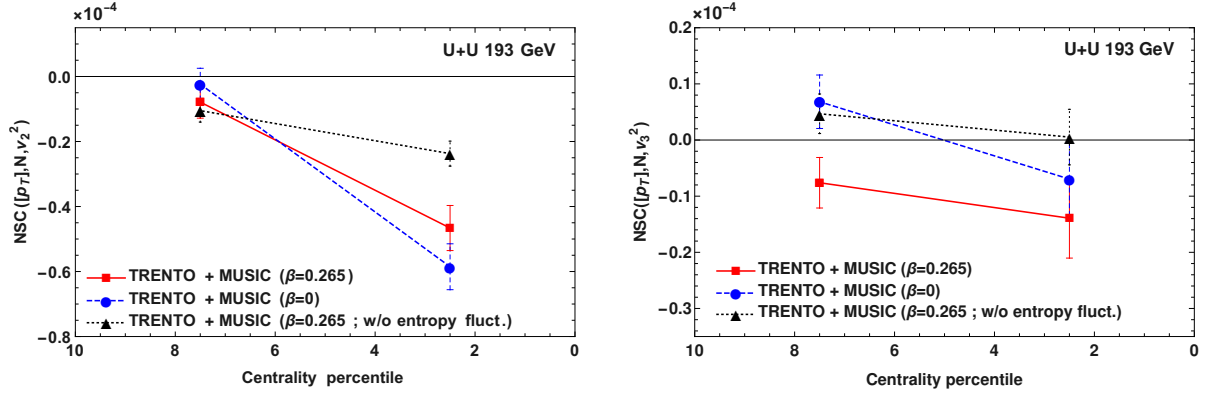 ×10⁻⁴
U+U 193 GeV
0.0
−0.2
−0.4
−0.6
−0.8
NSC([p_T],N,v₂²)
TRENTO + MUSIC (β=0.265)
TRENTO + MUSIC (β=0)
TRENTO + MUSIC (β=0.265 ; w/o entropy fluct.)
10 8 6 4 2 0
Centrality percentile
×10⁻⁴
0.2
U+U 193 GeV
0.1
0.0
−0.1
−0.2
−0.3
NSC([p_T],N,v₃²)
TRENTO + MUSIC (β=0.265)
TRENTO + MUSIC (β=0)
TRENTO + MUSIC (β=0.265 ; w/o entropy fluct.)
10 8 6 4 2 0
Centrality percentile